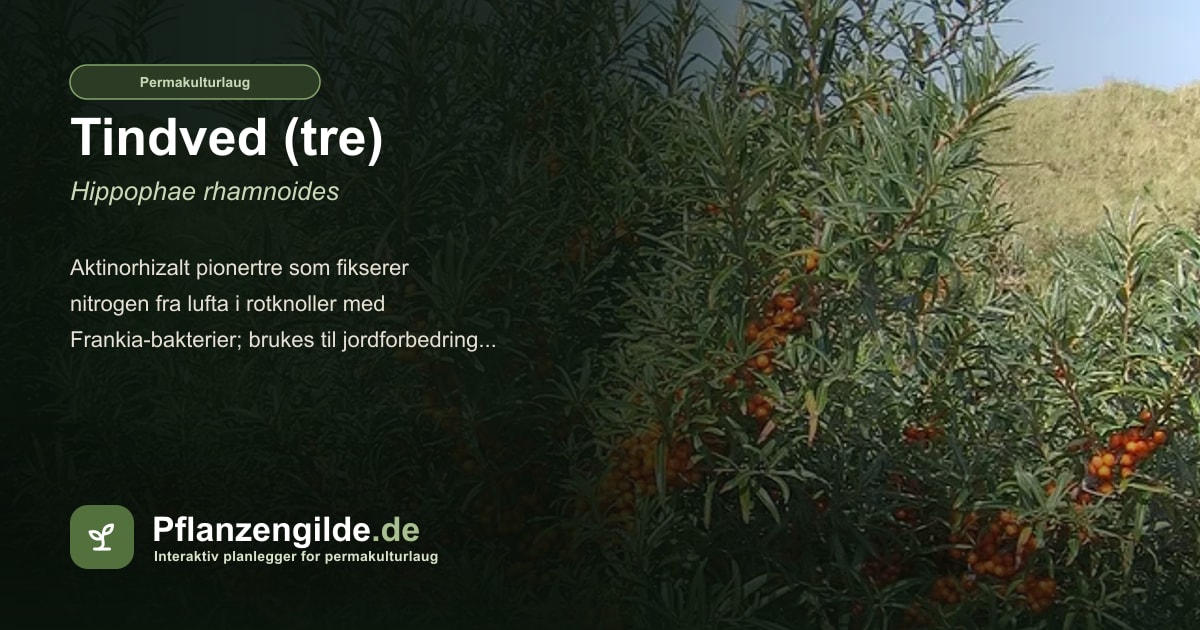 Permakulturlaug
Tindved (tre)
Hippophae rhamnoides
Aktinorhizalt pionertre som fikserer
nitrogen fra lufta i rotknoller med
Frankia-bakterier; brukes til jordforbedring...
Pflanzengilde.de
Interaktiv planlegger for permakulturlaug